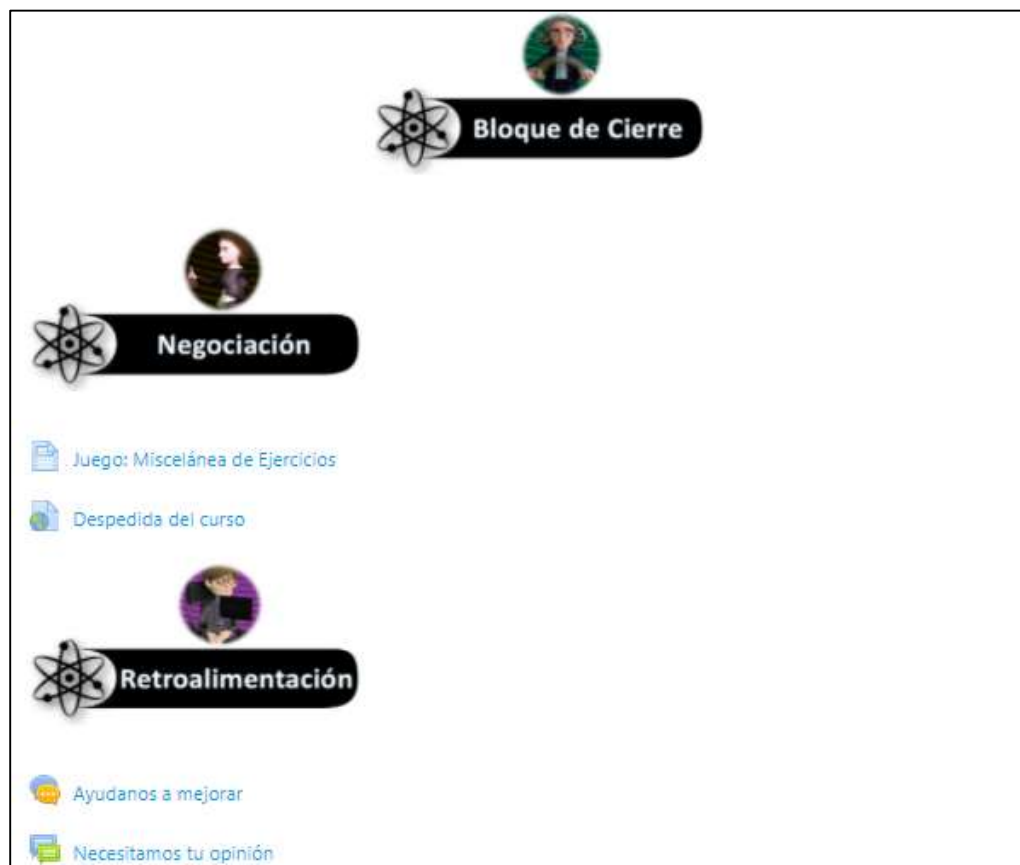 Bloque de Cierre
Negociación
Juego: Miscelánea de Ejercicios
Despedida del curso
Retroalimentación
Ayudanos a mejorar
Necesitamos tu opinión